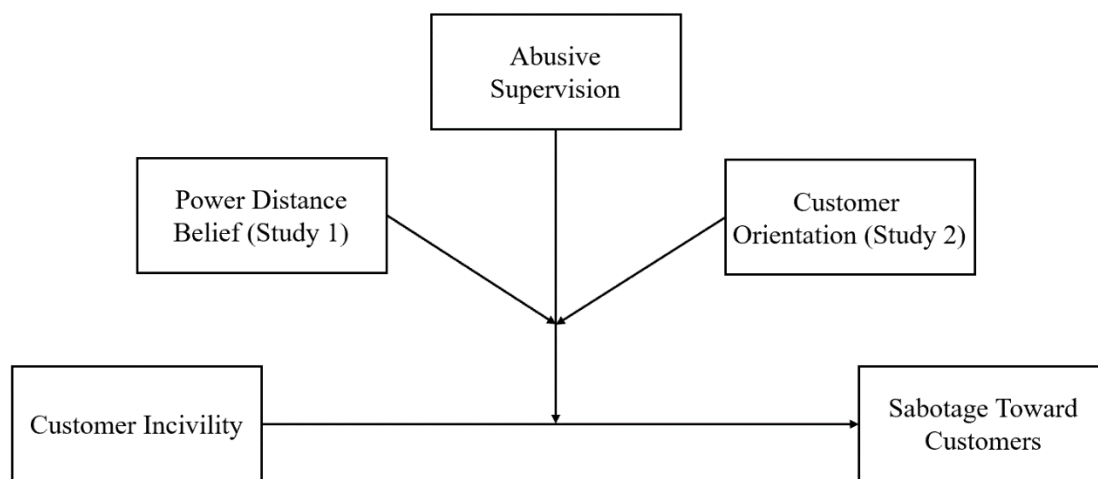 Abusive
Supervision
Power Distance
Belief (Study 1)
Customer
Orientation (Study 2)
Customer Incivility
Sabotage Toward
Customers